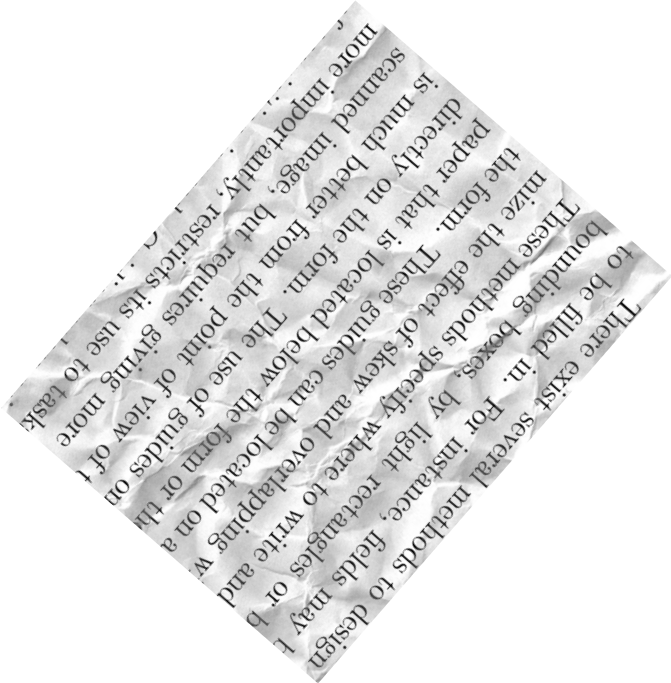 There exist several methods to design
to be filled in. For instance, fields may b
bounding boxes, by light rectangles or b
These methods specify where to write and
mize the effect of skew and overlapping w
the form. These guides can be located on a
paper that is located below the form or th
directly on the form. The use of guides on
is much better from the point of view of t
scanned image, but requires giving more
more importantly, restricts its use to task